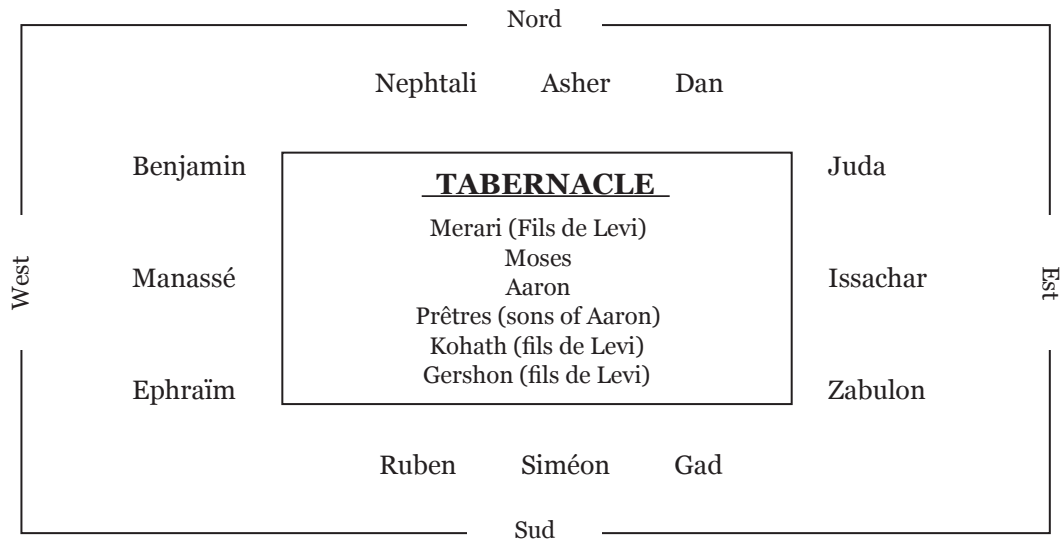 Nord
Nephtali Asher Dan
Benjamin
Juda
TABERNACLE
Merari (Fils de Levi)
Moses
Aaron
Prêtres (sons of Aaron)
Kohath (fils de Levi)
Gershon (fils de Levi)
West
Manassé
Issachar
Est
Ephraïm
Zabulon
Ruben Siméon Gad
Sud